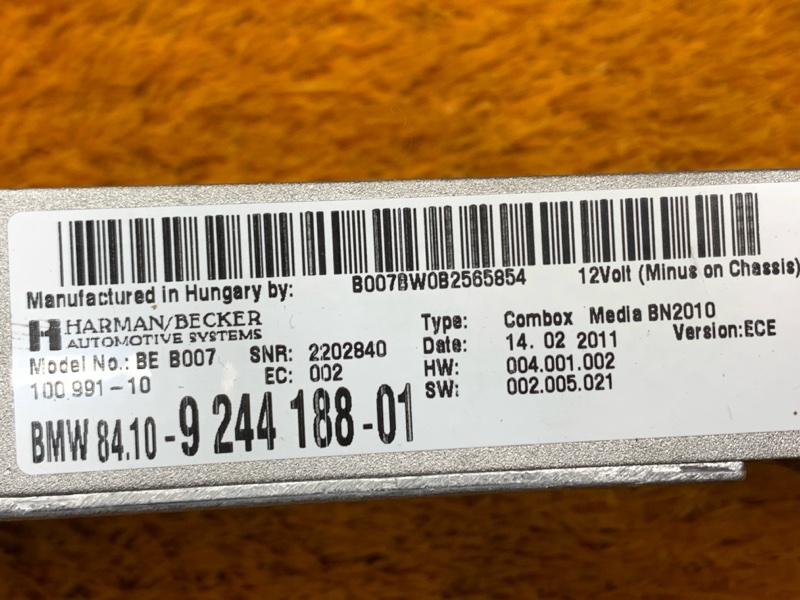 B007BW0B2565854
12Volt (Minus on Chassis)
Manufactured in Hungary by:
HARMAN/BECKER
AUTOMOTIVE SYSTEMS
Model No.: BE B007 SNR: 2202840
100.991-10 EC: 002
BMW 84.10-9 244 188-01
Type: Combox Media BN2010
Date: 14. 02 2011 Version:ECE
HW: 004.001.002
SW: 002.005.021